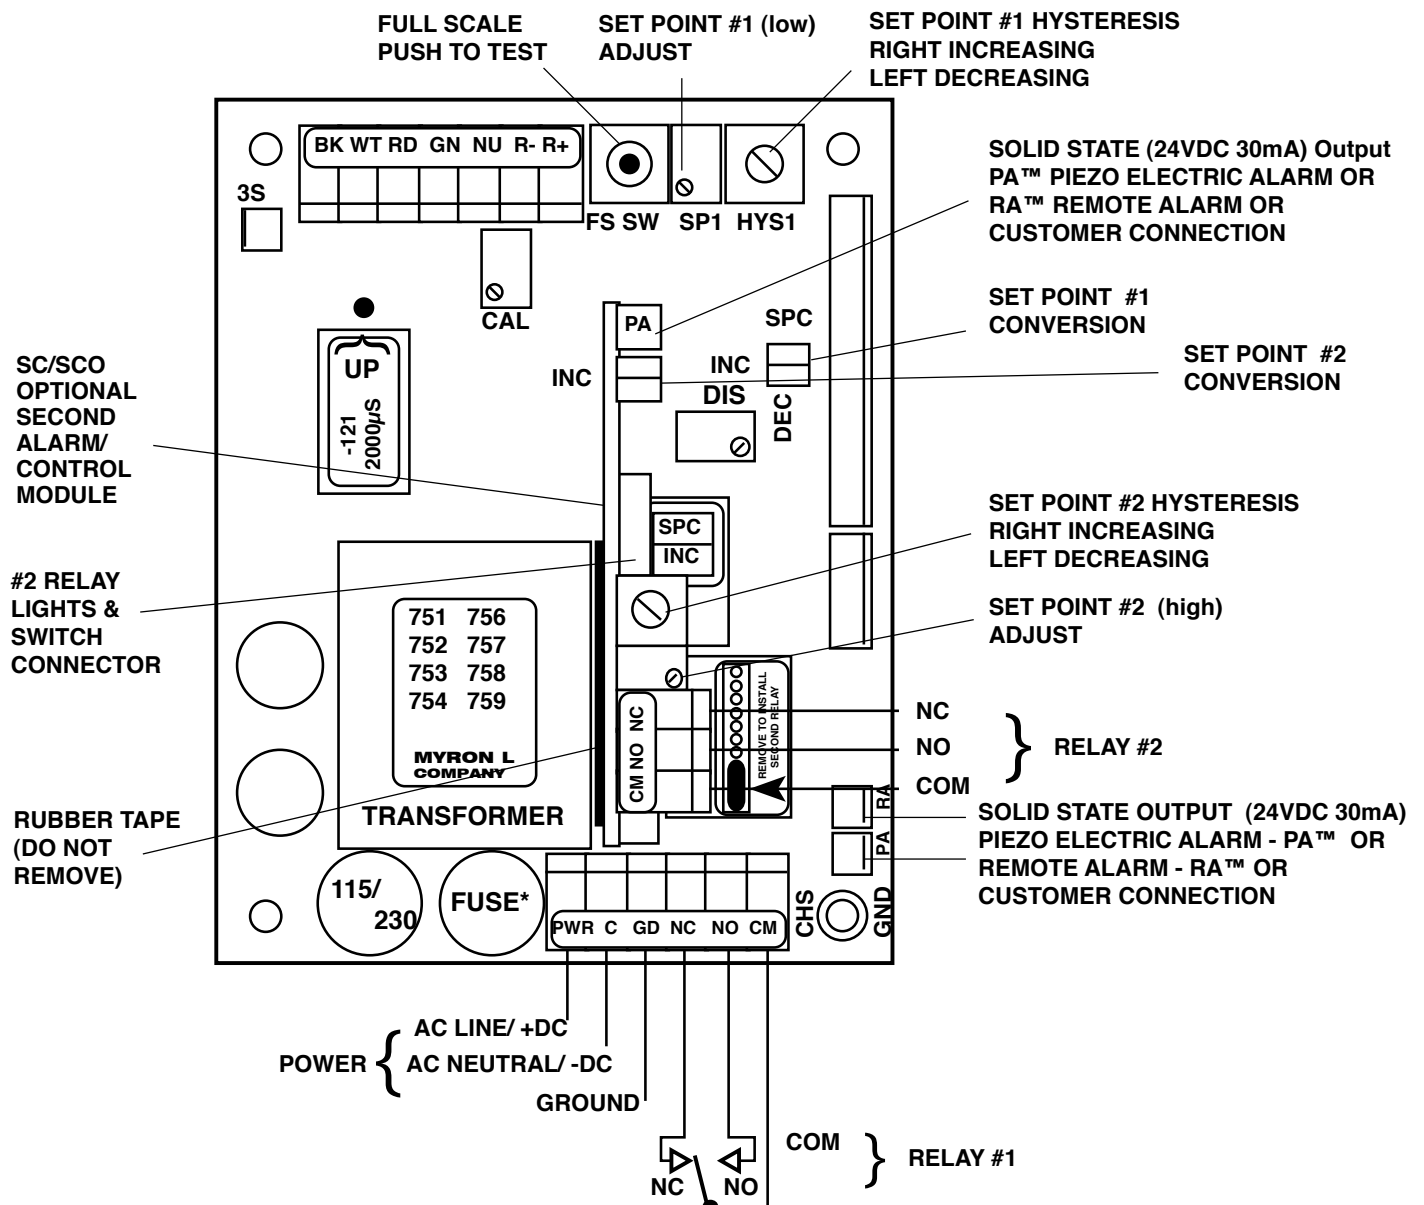 FULL SCALE
PUSH TO TEST
SET POINT #1 (low)
ADJUST
SET POINT #1 HYSTERESIS
RIGHT INCREASING
LEFT DECREASING
BK WT RD GN NU R- R+
3S
FS SW SP1 HYS1
SOLID STATE (24VDC 30mA) Output
PA™ PIEZO ELECTRIC ALARM OR
RA™ REMOTE ALARM OR
CUSTOMER CONNECTION
CAL
PA
SPC
SET POINT #1
CONVERSION
INC
INC
DIS
DEC
SET POINT #2
CONVERSION
SC/SCO
OPTIONAL
SECOND
ALARM/
CONTROL
MODULE
UP
-121
2000µS
SPC
INC
SET POINT #2 HYSTERESIS
RIGHT INCREASING
LEFT DECREASING
#2 RELAY
LIGHTS &
SWITCH
CONNECTOR
751 756
752 757
753 758
754 759
MYRON L
COMPANY
TRANSFORMER
SET POINT #2 (high)
ADJUST
CM NO NC
REMOVE TO INSTALL
SECOND RELAY
NC
NO
COM
RELAY #2
RUBBER TAPE
(DO NOT
REMOVE)
RA
PA
SOLID STATE OUTPUT (24VDC 30mA)
PIEZO ELECTRIC ALARM - PA™ OR
REMOTE ALARM - RA™ OR
CUSTOMER CONNECTION
115/
230
FUSE*
CHS
GND
PWR C GD NC NO CM
POWER
AC LINE/ +DC
AC NEUTRAL/ -DC
GROUND
COM
RELAY #1
NC
NO